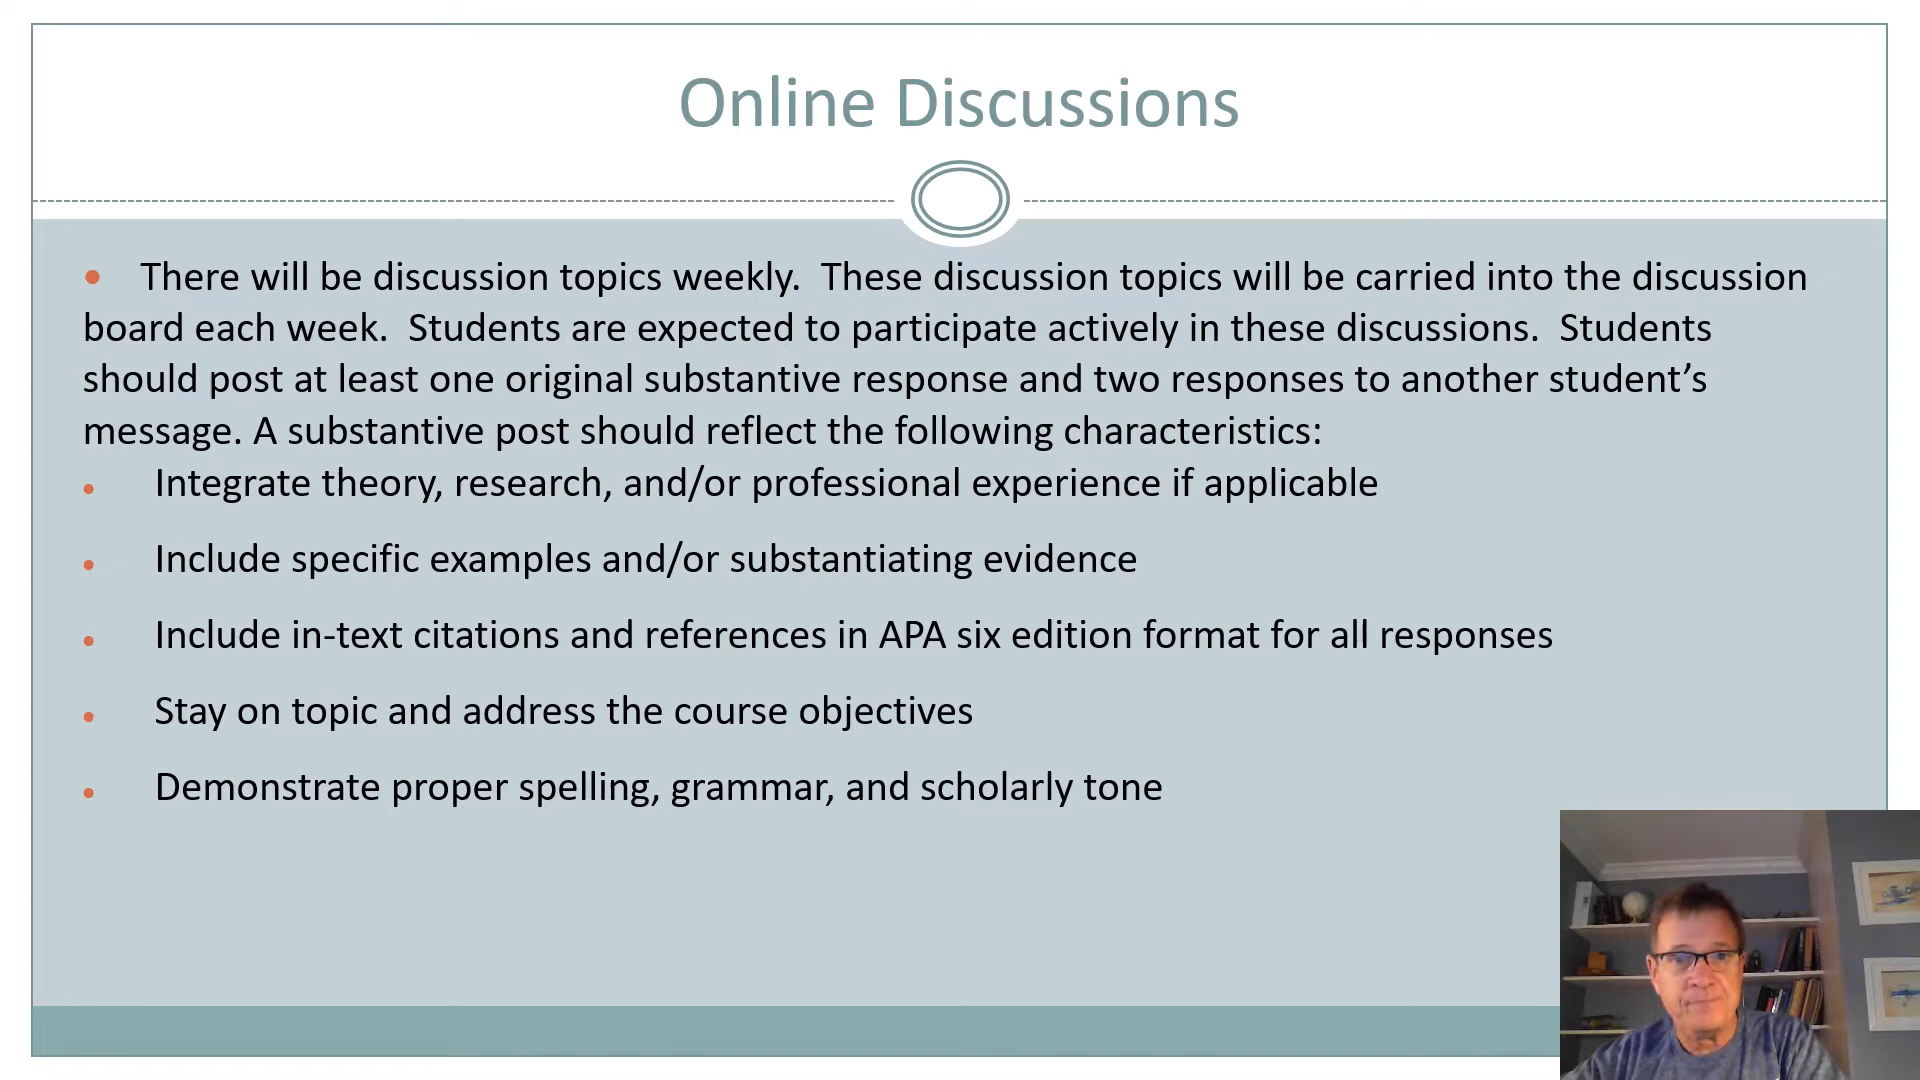 Online Discussions
• There will be discussion topics weekly.  These discussion topics will be carried into the discussion
board each week.  Students are expected to participate actively in these discussions.  Students
should post at least one original substantive response and two responses to another student’s
message. A substantive post should reflect the following characteristics:
• Integrate theory, research, and/or professional experience if applicable
• Include specific examples and/or substantiating evidence
• Include in-text citations and references in APA six edition format for all responses
• Stay on topic and address the course objectives
• Demonstrate proper spelling, grammar, and scholarly tone